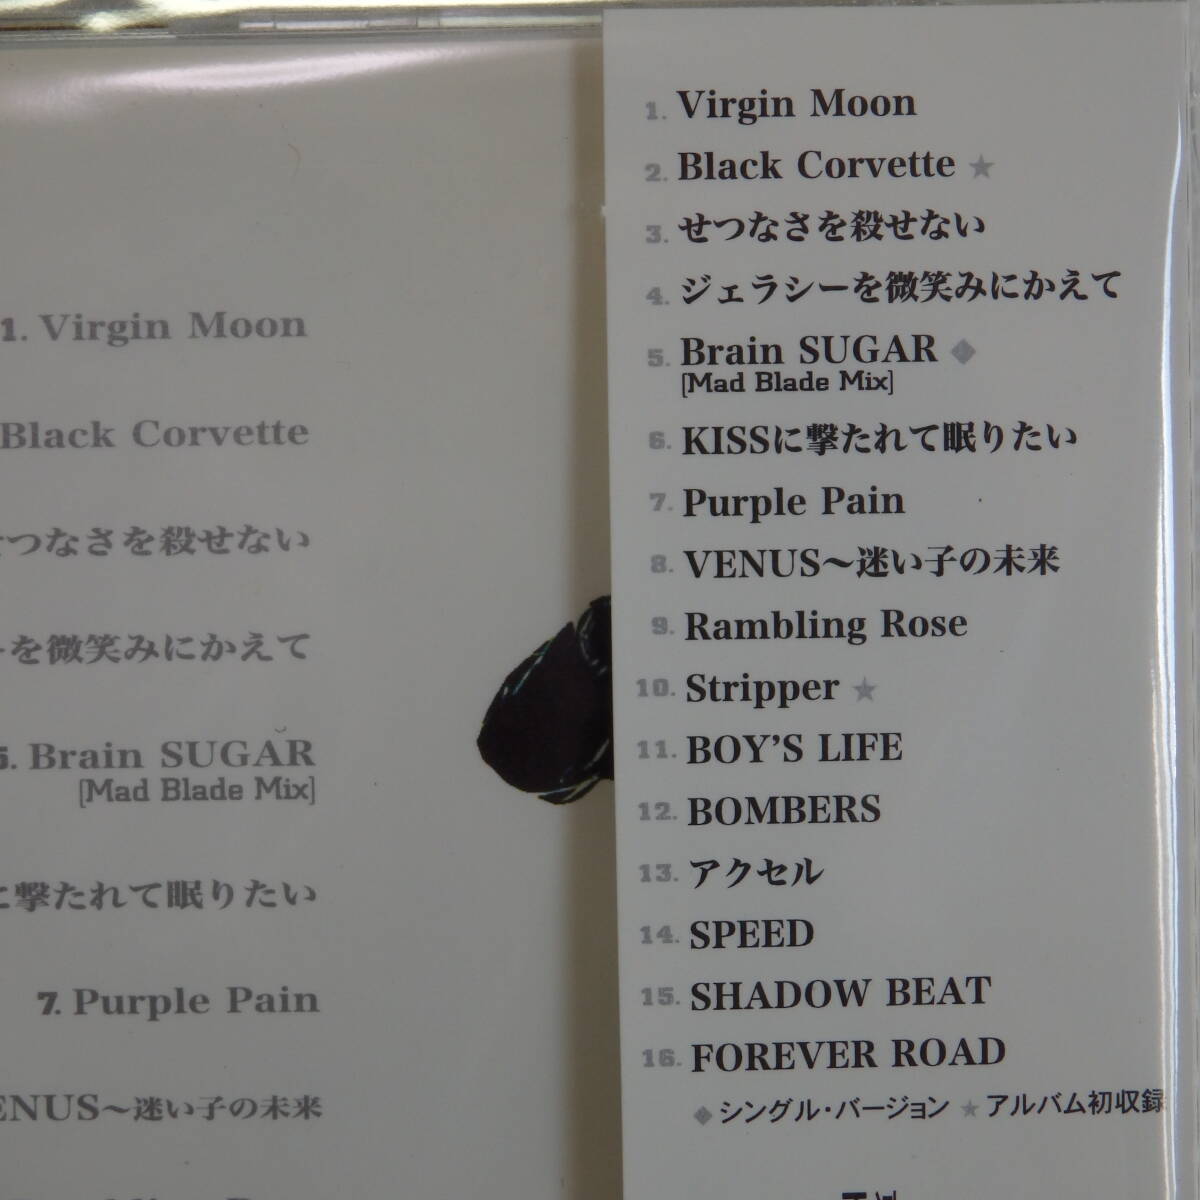 1. Virgin Moon
Black Corvette
つなさを殺せない
ーを微笑みにかえて
5. Brain SUGAR
[Mad Blade Mix]
に撃たれて眠りたい
7. Purple Pain
ENUS～迷い子の未来
1. Virgin Moon
2. Black Corvette ★
3. せつなさを殺せない
4. ジェラシーを微笑みにかえて
5. Brain SUGAR ◆
[Mad Blade Mix]
6. KISSに撃たれて眠りたい
7. Purple Pain
8. VENUS～迷い子の未来
9. Rambling Rose
10. Stripper ★
11. BOY'S LIFE
12. BOMBERS
13. アクセル
14. SPEED
15. SHADOW BEAT
16. FOREVER ROAD
◆ シングル・バージョン ★ アルバム初収録